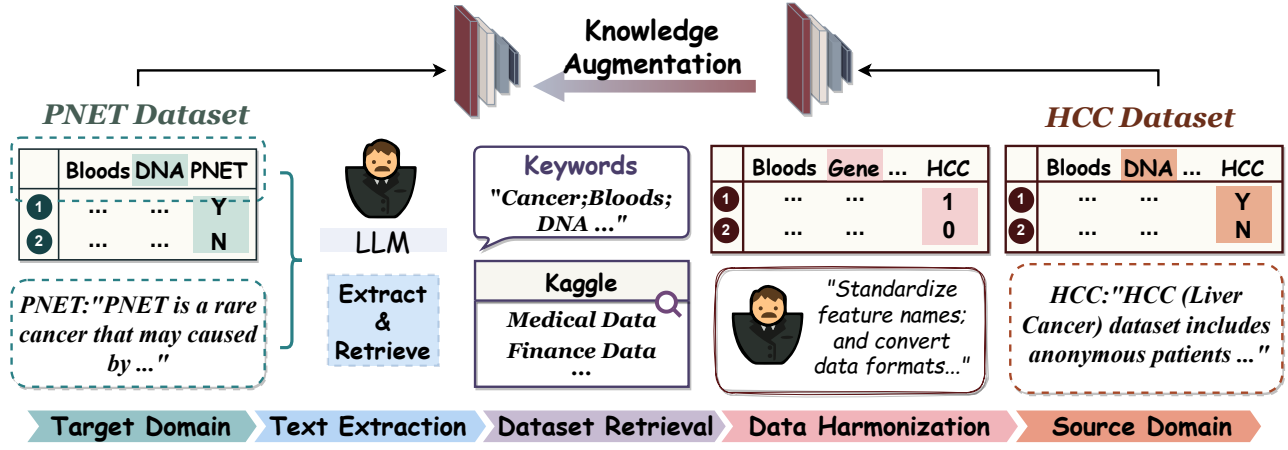 Knowledge
Augmentation
PNET Dataset
Bloods DNA PNET
1 ... ... Y
2 ... ... N
PNET:"PNET is a rare
cancer that may caused
by ..."
LLM
Extract
&
Retrieve
Keywords
"Cancer;Bloods;
DNA ..."
Kaggle
Medical Data
Finance Data
...
Bloods Gene ... HCC
1 ... ... 1
2 ... ... 0
"Standardize
feature names;
and convert
data formats..."
HCC Dataset
Bloods DNA ... HCC
1 ... ... Y
2 ... ... N
HCC:"HCC (Liver
Cancer) dataset includes
anonymous patients ..."
Target Domain
Text Extraction
Dataset Retrieval
Data Harmonization
Source Domain